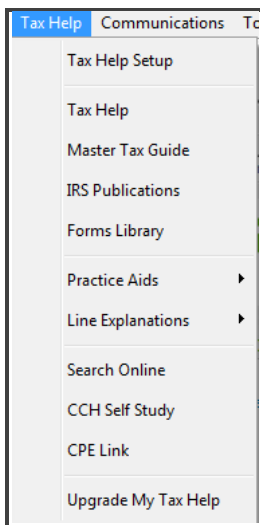 Tax Help Communications
Tax Help Setup
Tax Help
Master Tax Guide
IRS Publications
Forms Library
Practice Aids
Line Explanations
Search Online
CCH Self Study
CPE Link
Upgrade My Tax Help